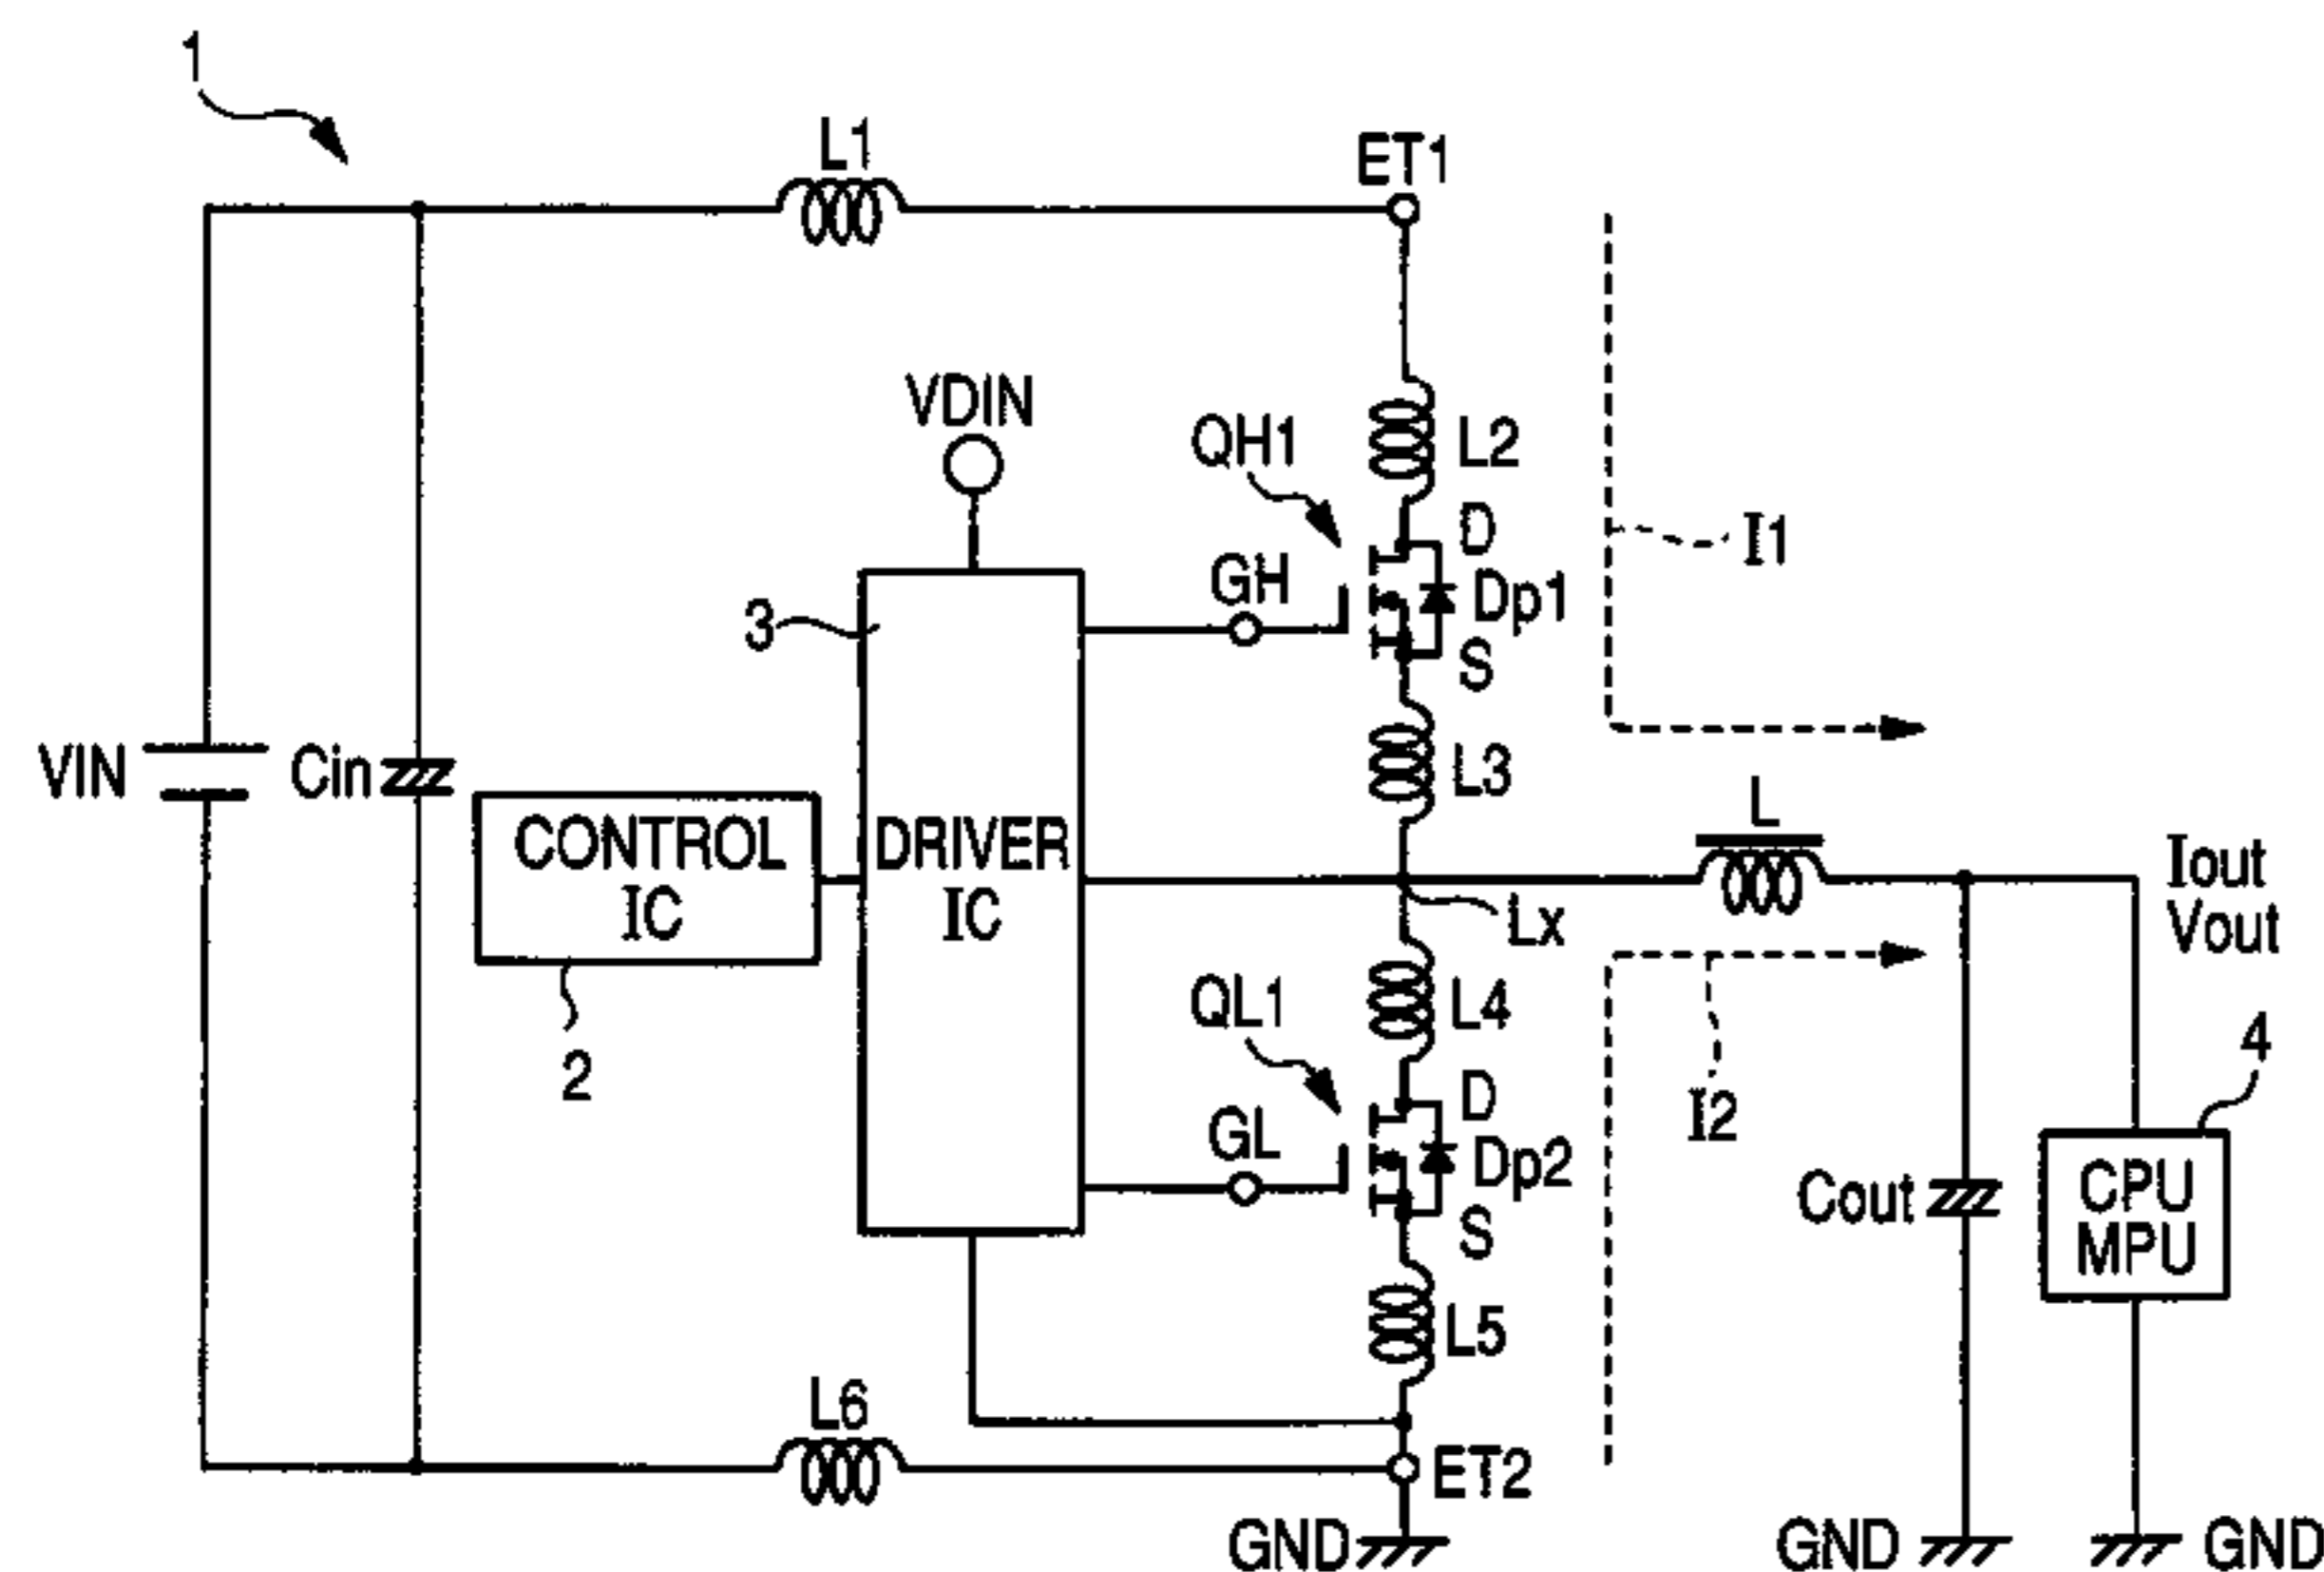 1
L1
ET1
VDIN
QH1
L2
D
I1
GH
Dp1
3
S
VIN
Cin
L3
L
CONTROL
IC
DRIVER
IC
Iout
Vout
Lx
QL1
L4
2
4
D
I2
GL
Dp2
Cout
CPU
MPU
S
L5
L6
ET2
GND
GND
GND